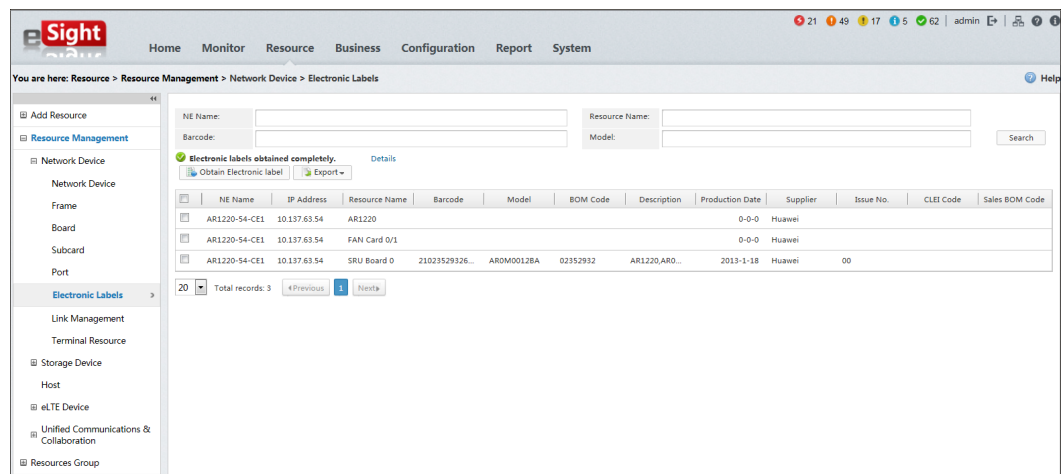 eSight
21 49 17 5 62 admin
Home Monitor Resource Business Configuration Report System
You are here: Resource > Resource Management > Network Device > Electronic Labels
Help
Add Resource
Resource Management
Network Device
Network Device
Frame
Board
Subcard
Port
Electronic Labels »
Link Management
Terminal Resource
Storage Device
Host
eLTE Device
Unified Communications &
Collaboration
Resources Group
NE Name: Resource Name:
Barcode: Model: Search
Electronic labels obtained completely. Details
Obtain Electronic label Export
NE Name IP Address Resource Name Barcode Model BOM Code Description Production Date Supplier Issue No. CLEI Code Sales BOM Code
AR1220-54-CE1 10.137.63.54 AR1220 0-0-0 Huawei
AR1220-54-CE1 10.137.63.54 FAN Card 0/1 0-0-0 Huawei
AR1220-54-CE1 10.137.63.54 SRU Board 0 21023529326... AR0M0012BA 02352932 AR1220,AR0... 2013-1-18 Huawei 00
20 Total records: 3 Previous 1 Next